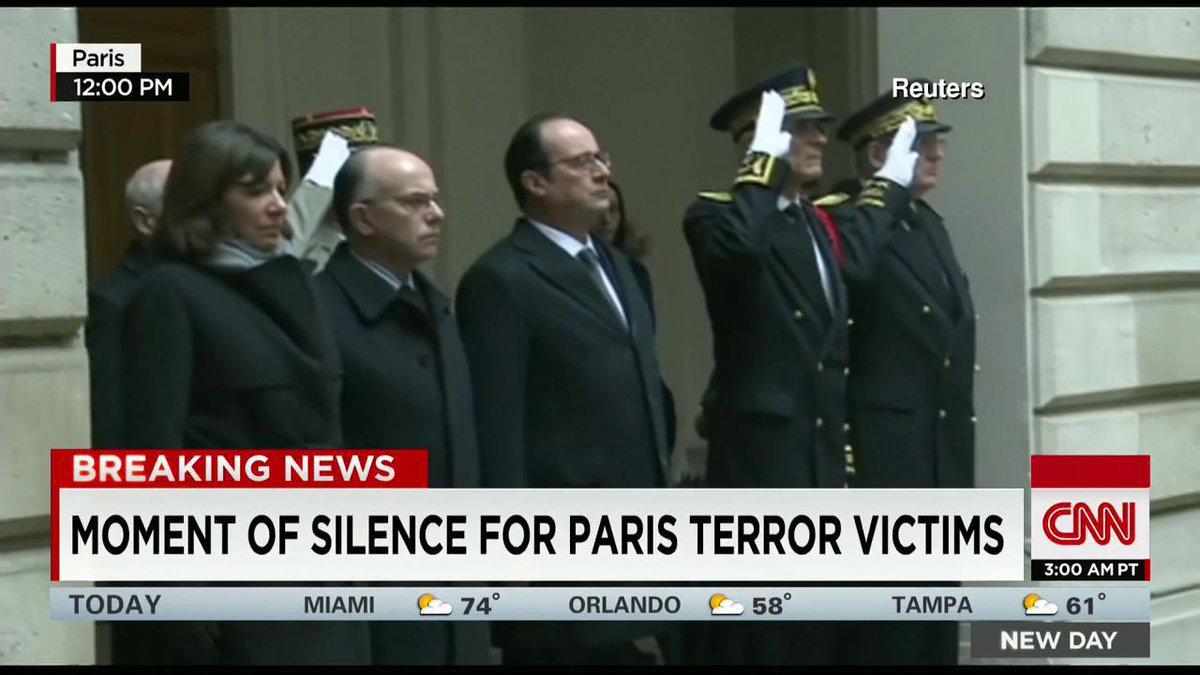 Paris
12:00 PM
Reuters
BREAKING NEWS
MOMENT OF SILENCE FOR PARIS TERROR VICTIMS
CNN
3:00 AM PT
TODAY MIAMI 74° ORLANDO 58° TAMPA 61°
NEW DAY